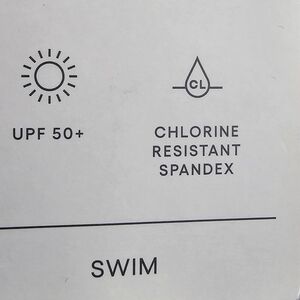 CL
UPF 50+
CHLORINE
RESISTANT
SPANDEX
SWIM